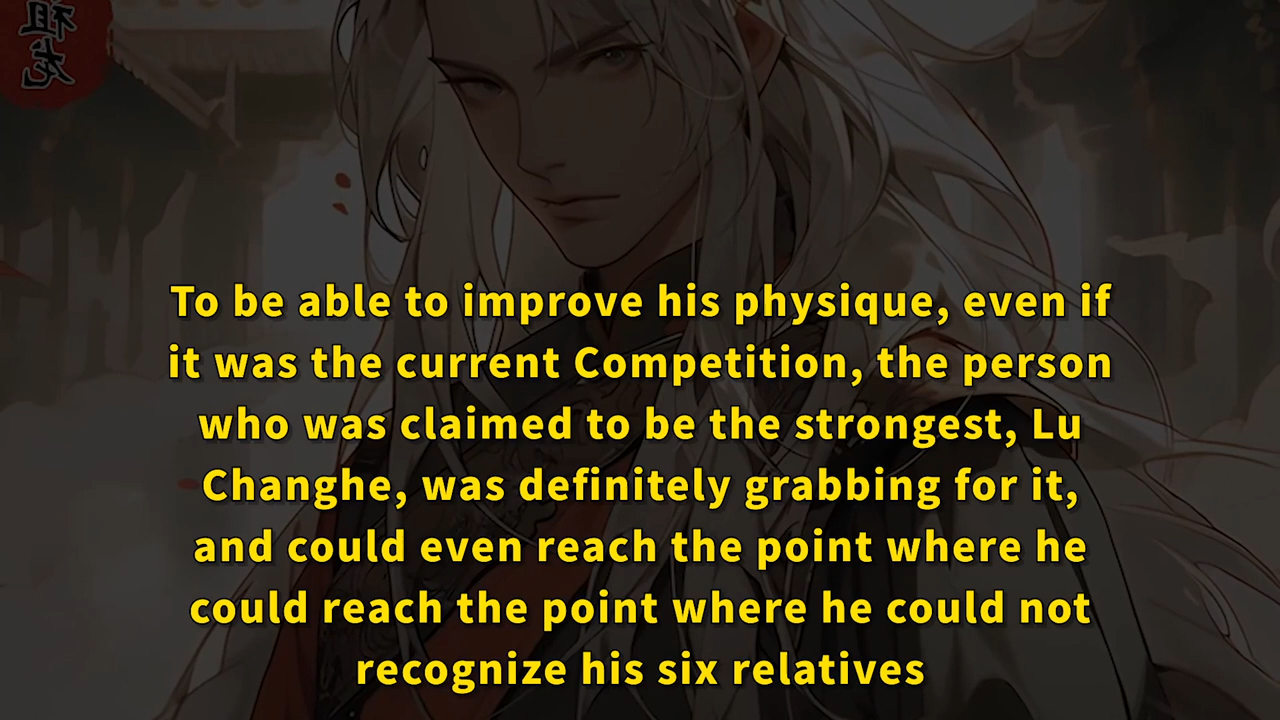 祖龙
To be able to improve his physique, even if
it was the current Competition, the person
who was claimed to be the strongest, Lu
Changhe, was definitely grabbing for it,
and could even reach the point where he
could reach the point where he could not
recognize his six relatives